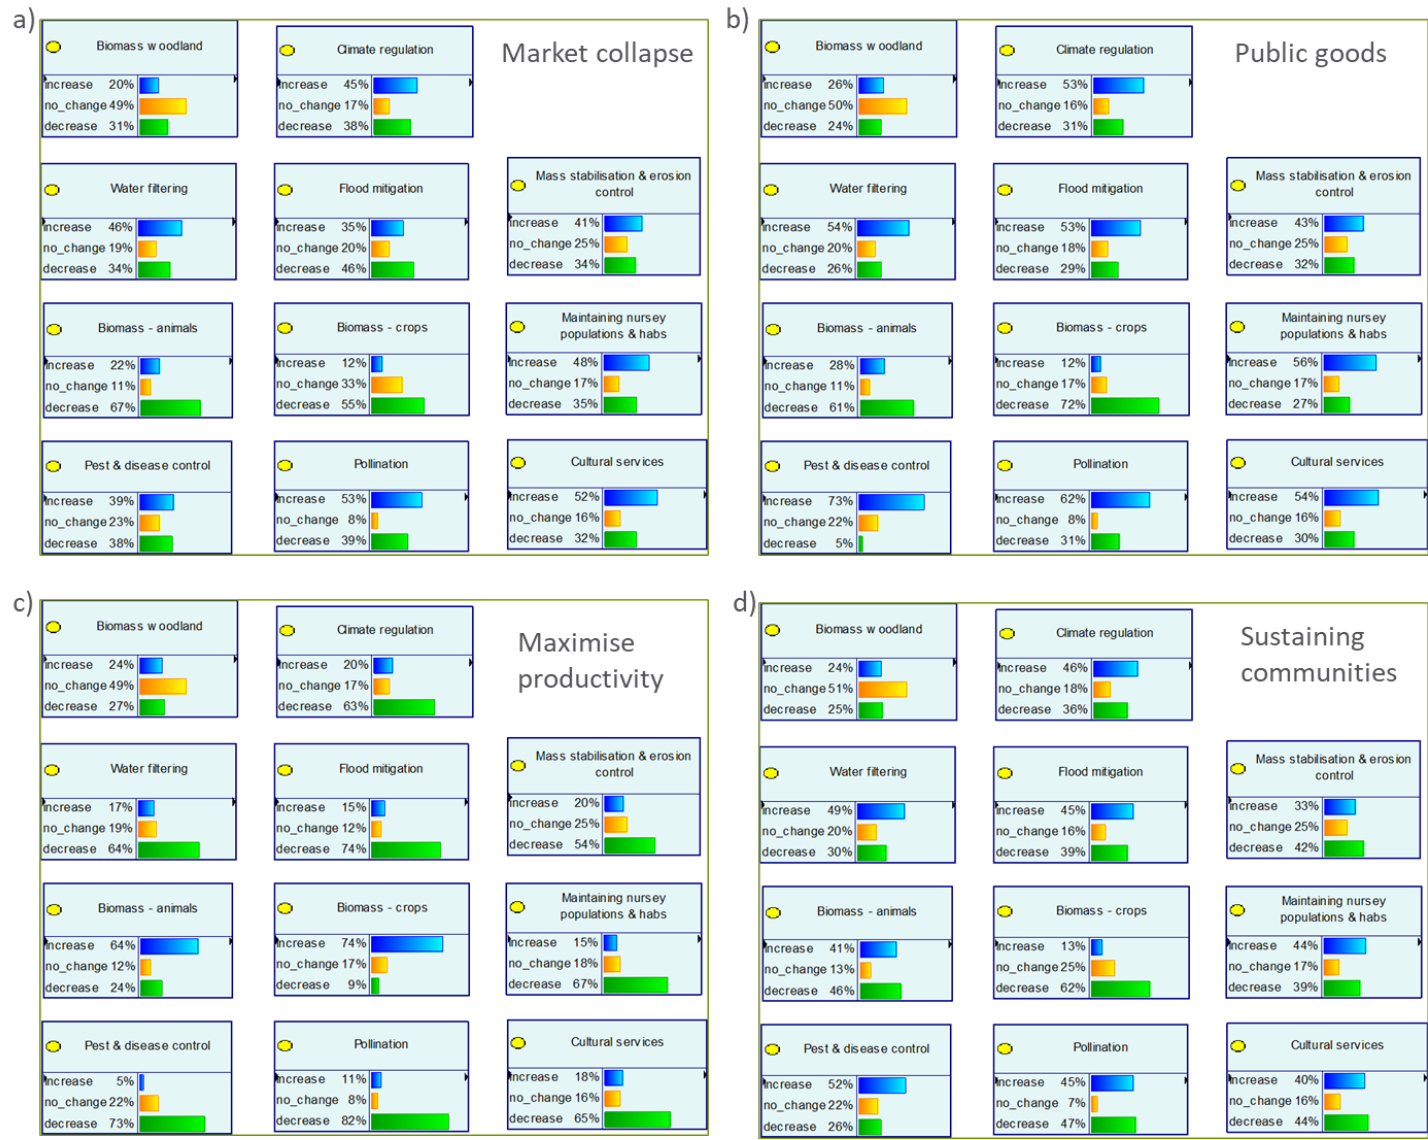 a)
Market collapse
Biomass woodland
increase 20%
no_change 49%
decrease 31%
Climate regulation
increase 45%
no_change 17%
decrease 38%
Water filtering
increase 46%
no_change 19%
decrease 34%
Flood mitigation
increase 35%
no_change 20%
decrease 46%
Mass stabilisation & erosion
control
increase 41%
no_change 25%
decrease 34%
Biomass - animals
increase 22%
no_change 11%
decrease 67%
Biomass - crops
increase 12%
no_change 33%
decrease 55%
Maintaining nursey
populations & habs
increase 48%
no_change 17%
decrease 35%
Pest & disease control
increase 39%
no_change 23%
decrease 38%
Pollination
increase 53%
no_change 8%
decrease 39%
Cultural services
increase 52%
no_change 16%
decrease 32%
b)
Public goods
Biomass woodland
increase 26%
no_change 50%
decrease 24%
Climate regulation
increase 53%
no_change 16%
decrease 31%
Water filtering
increase 54%
no_change 20%
decrease 26%
Flood mitigation
increase 53%
no_change 18%
decrease 29%
Mass stabilisation & erosion
control
increase 43%
no_change 25%
decrease 32%
Biomass - animals
increase 28%
no_change 11%
decrease 61%
Biomass - crops
increase 12%
no_change 17%
decrease 72%
Maintaining nursey
populations & habs
increase 56%
no_change 17%
decrease 27%
Pest & disease control
increase 73%
no_change 22%
decrease 5%
Pollination
increase 62%
no_change 8%
decrease 31%
Cultural services
increase 54%
no_change 16%
decrease 30%
c)
Maximise
productivity
Biomass woodland
increase 24%
no_change 49%
decrease 27%
Climate regulation
increase 20%
no_change 17%
decrease 63%
Water filtering
increase 17%
no_change 19%
decrease 64%
Flood mitigation
increase 15%
no_change 12%
decrease 74%
Mass stabilisation & erosion
control
increase 20%
no_change 25%
decrease 54%
Biomass - animals
increase 64%
no_change 12%
decrease 24%
Biomass - crops
increase 74%
no_change 17%
decrease 9%
Maintaining nursey
populations & habs
increase 15%
no_change 18%
decrease 67%
Pest & disease control
increase 5%
no_change 22%
decrease 73%
Pollination
increase 11%
no_change 8%
decrease 82%
Cultural services
increase 18%
no_change 16%
decrease 65%
d)
Sustaining
communities
Biomass woodland
increase 24%
no_change 51%
decrease 25%
Climate regulation
increase 46%
no_change 18%
decrease 36%
Water filtering
increase 49%
no_change 20%
decrease 30%
Flood mitigation
increase 45%
no_change 16%
decrease 39%
Mass stabilisation & erosion
control
increase 33%
no_change 25%
decrease 42%
Biomass - animals
increase 41%
no_change 13%
decrease 46%
Biomass - crops
increase 13%
no_change 25%
decrease 62%
Maintaining nursey
populations & habs
increase 44%
no_change 17%
decrease 39%
Pest & disease control
increase 52%
no_change 22%
decrease 26%
Pollination
increase 45%
no_change 7%
decrease 47%
Cultural services
increase 40%
no_change 16%
decrease 44%